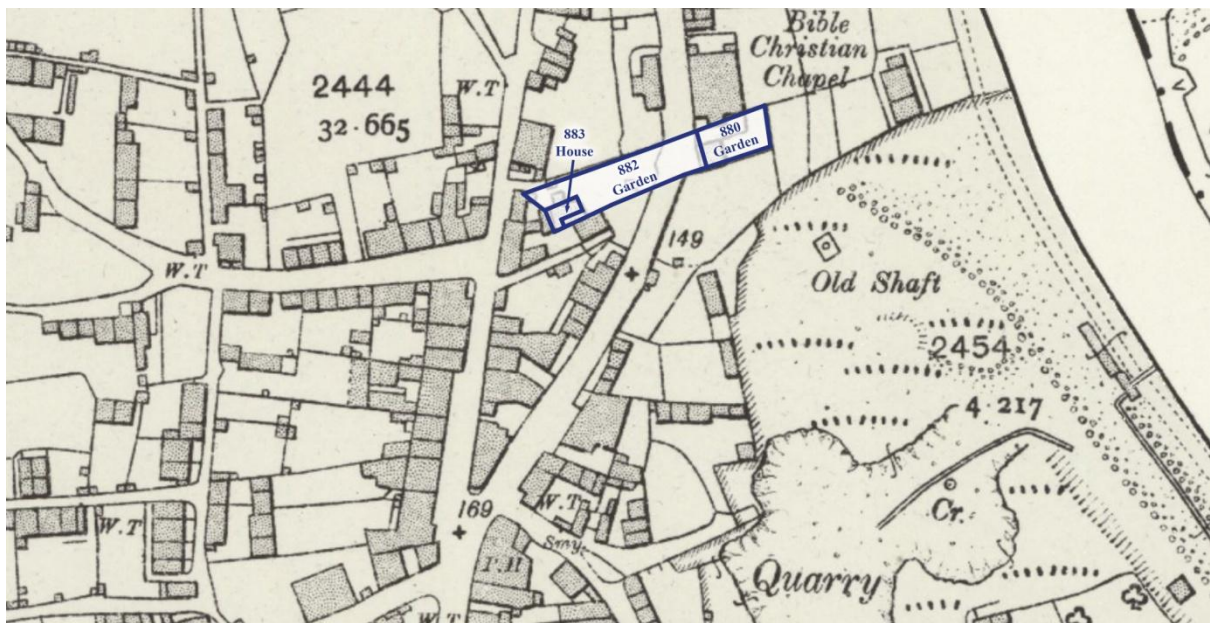 Bible
Christian
Chapel
2444
32·665
W.T
883
House
882
Garden
880
Garden
W.T
W.T
149
Old Shaft
2454
4·217
W.T
169
W.T
Smy.
Cr.
P.H
Quarry
W.T